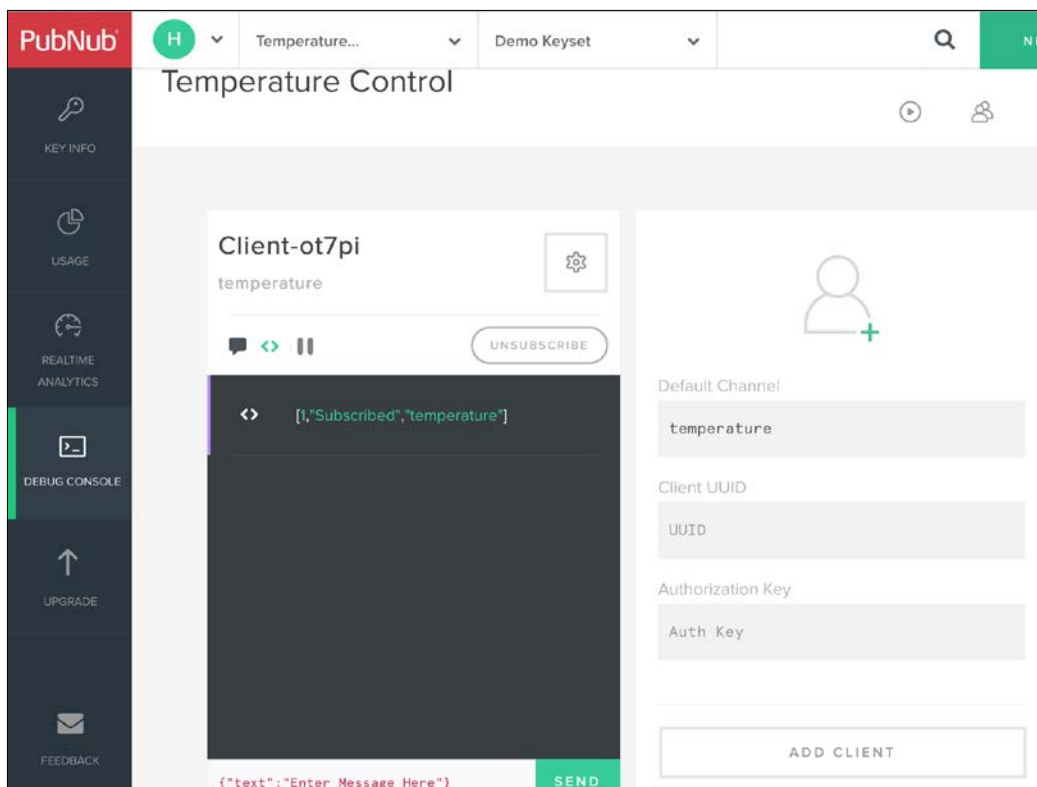 PubNub
H
Temperature...
Demo Keyset
Temperature Control
KEY INFO
USAGE
REALTIME
ANALYTICS
DEBUG CONSOLE
UPGRADE
FEEDBACK
Client-ot7pi
temperature
UNSUBSCRIBE
<> [1,"Subscribed","temperature"]
{"text":"Enter Message Here"}
SEND
Default Channel
temperature
Client UUID
UUID
Authorization Key
Auth Key
ADD CLIENT